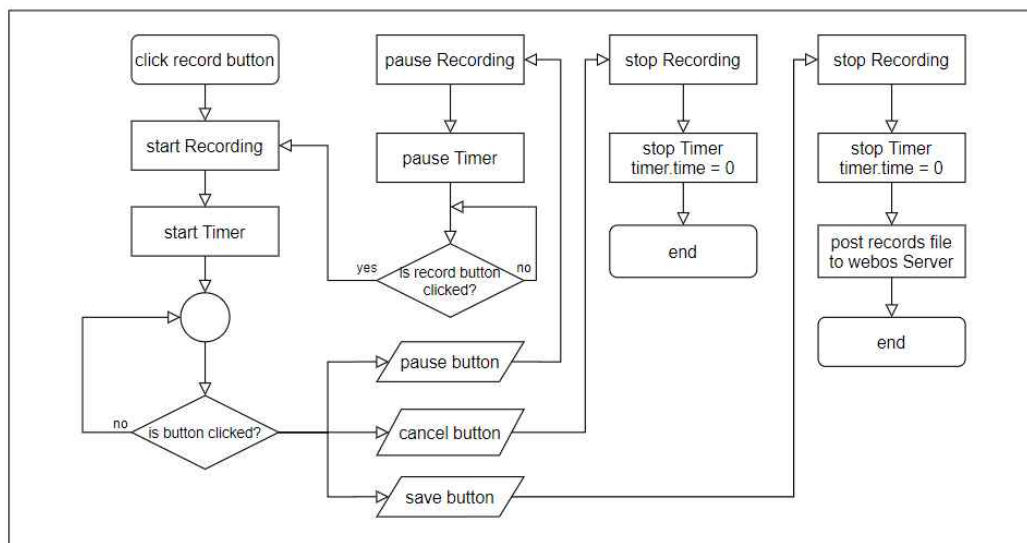 click record button
start Recording
start Timer
no
is button clicked?
pause Recording
pause Timer
yes
Is record button
clicked?
no
pause button
cancel button
save button
stop Recording
stop Timer
timer.time = 0
end
stop Recording
stop Timer
timer.time = 0
post records file
to webos Server
end